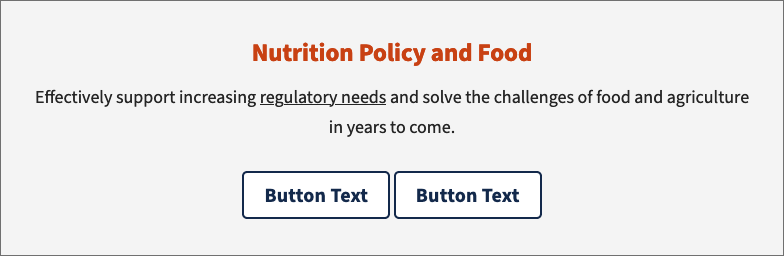 Nutrition Policy and Food
Effectively support increasing regulatory needs and solve the challenges of food and agriculture
in years to come.
Button Text Button Text